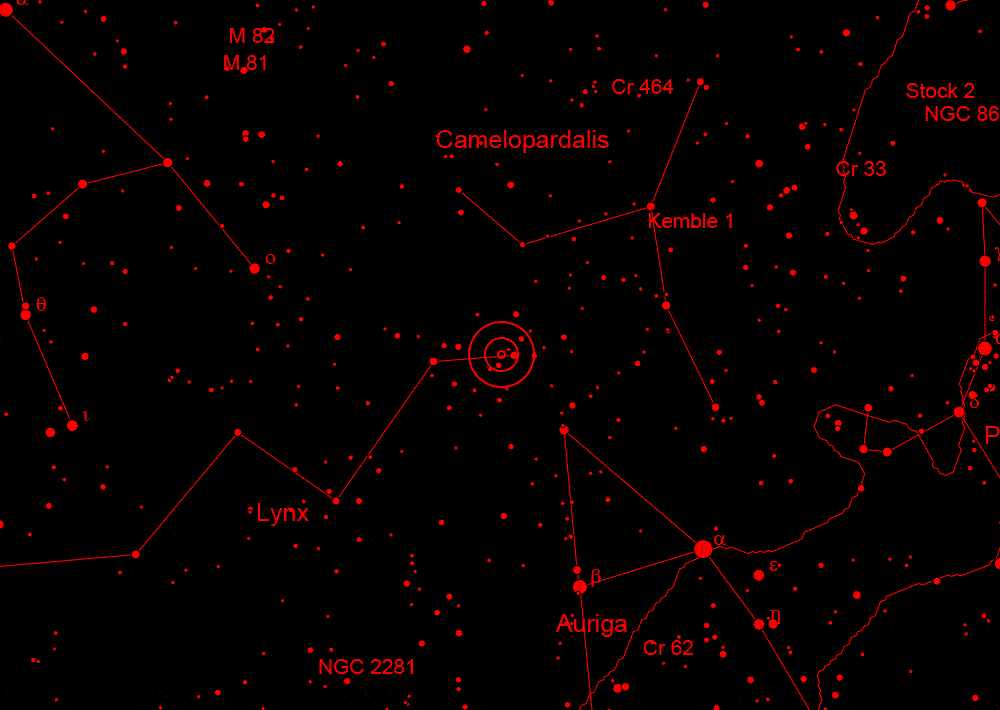 α
M 82
M 81
Cr 464
Stock 2
NGC 86
Camelopardalis
Cr 33
Kemble 1
ο
γ
θ
α
δ
ι
P
Lynx
α
ε
β
η
Auriga
Cr 62
NGC 2281